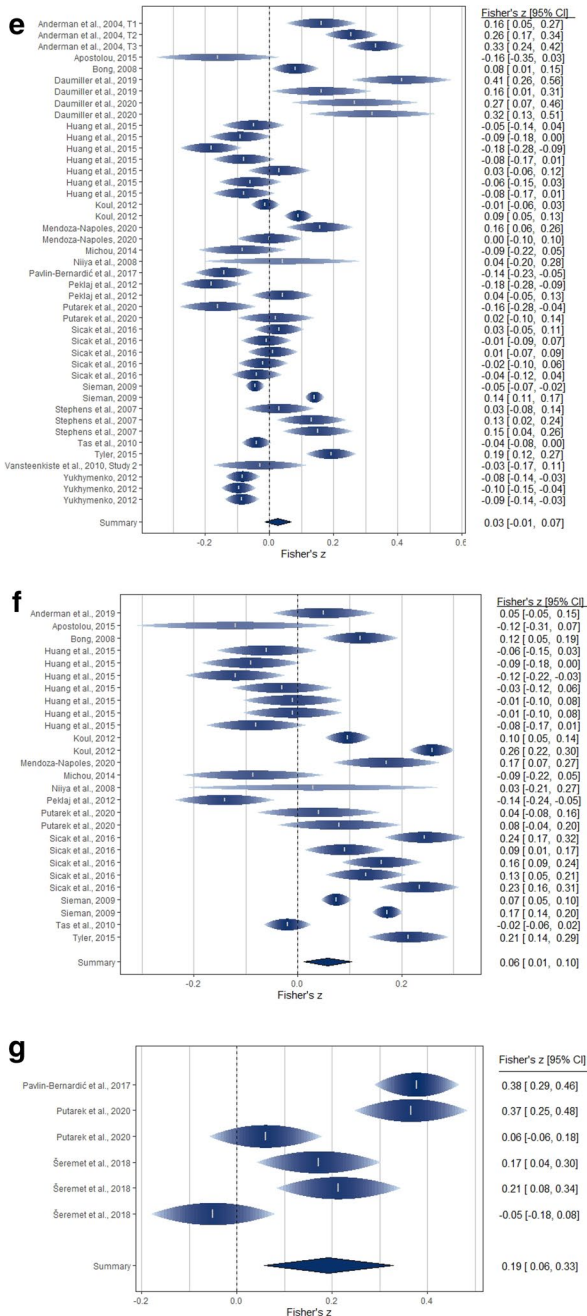 e
Fisher's z [95% CI]
Anderman et al., 2004, T1 0.16 [ 0.05, 0.27]
Anderman et al., 2004, T2 0.26 [ 0.17, 0.34]
Anderman et al., 2004, T3 0.33 [ 0.24, 0.42]
Apostolou, 2015 -0.16 [-0.35, 0.03]
Bong, 2008 0.08 [ 0.01, 0.15]
Daumiller et al., 2019 0.41 [ 0.26, 0.56]
Daumiller et al., 2019 0.16 [ 0.01, 0.31]
Daumiller et al., 2020 0.27 [ 0.07, 0.46]
Daumiller et al., 2020 0.32 [ 0.13, 0.51]
Huang et al., 2015 -0.05 [-0.14, 0.04]
Huang et al., 2015 -0.09 [-0.18, 0.00]
Huang et al., 2015 -0.18 [-0.28, -0.09]
Huang et al., 2015 -0.08 [-0.17, 0.01]
Huang et al., 2015 0.03 [-0.06, 0.12]
Huang et al., 2015 -0.06 [-0.15, 0.03]
Huang et al., 2015 -0.08 [-0.17, 0.01]
Koul, 2012 -0.01 [-0.06, 0.03]
Koul, 2012 0.09 [ 0.05, 0.13]
Mendoza-Napoles, 2020 0.16 [ 0.06, 0.26]
Mendoza-Napoles, 2020 0.00 [-0.10, 0.10]
Michou, 2014 -0.09 [-0.22, 0.05]
Niiya et al., 2008 0.04 [-0.20, 0.28]
Pavlin-Bernardić et al., 2017 -0.14 [-0.23, -0.05]
Peklaj et al., 2012 -0.18 [-0.28, -0.09]
Peklaj et al., 2012 0.04 [-0.05, 0.13]
Putarek et al., 2020 -0.16 [-0.28, -0.04]
Putarek et al., 2020 0.02 [-0.10, 0.14]
Sicak et al., 2016 0.03 [-0.05, 0.11]
Sicak et al., 2016 -0.01 [-0.09, 0.07]
Sicak et al., 2016 0.01 [-0.07, 0.09]
Sicak et al., 2016 -0.02 [-0.10, 0.06]
Sicak et al., 2016 -0.04 [-0.12, 0.04]
Sieman, 2009 -0.05 [-0.07, -0.02]
Sieman, 2009 0.14 [ 0.11, 0.17]
Stephens et al., 2007 0.03 [-0.08, 0.14]
Stephens et al., 2007 0.13 [ 0.02, 0.24]
Stephens et al., 2007 0.15 [ 0.04, 0.26]
Tas et al., 2010 -0.04 [-0.08, 0.00]
Tyler, 2015 0.19 [ 0.12, 0.27]
Vansteenkiste et al., 2010, Study 2 -0.03 [-0.17, 0.11]
Yukhymenko, 2012 -0.08 [-0.14, -0.03]
Yukhymenko, 2012 -0.10 [-0.15, -0.04]
Yukhymenko, 2012 -0.09 [-0.14, -0.03]
Summary 0.03 [-0.01, 0.07]
-0.2 0.0 0.2 0.4 0.6
Fisher's z
f
Fisher's z [95% CI]
Anderman et al., 2019 0.05 [-0.05, 0.15]
Apostolou, 2015 -0.12 [-0.31, 0.07]
Bong, 2008 0.12 [ 0.05, 0.19]
Huang et al., 2015 -0.06 [-0.15, 0.03]
Huang et al., 2015 -0.09 [-0.18, 0.00]
Huang et al., 2015 -0.12 [-0.22, -0.03]
Huang et al., 2015 -0.03 [-0.12, 0.06]
Huang et al., 2015 -0.01 [-0.10, 0.08]
Huang et al., 2015 -0.01 [-0.10, 0.08]
Huang et al., 2015 -0.08 [-0.17, 0.01]
Koul, 2012 0.10 [ 0.05, 0.14]
Koul, 2012 0.26 [ 0.22, 0.30]
Mendoza-Napoles, 2020 0.17 [ 0.07, 0.27]
Michou, 2014 -0.09 [-0.22, 0.05]
Niiya et al., 2008 0.03 [-0.21, 0.27]
Peklaj et al., 2012 -0.14 [-0.24, -0.05]
Putarek et al., 2020 0.04 [-0.08, 0.16]
Putarek et al., 2020 0.08 [-0.04, 0.20]
Sicak et al., 2016 0.24 [ 0.17, 0.32]
Sicak et al., 2016 0.09 [ 0.01, 0.17]
Sicak et al., 2016 0.16 [ 0.09, 0.24]
Sicak et al., 2016 0.13 [ 0.05, 0.21]
Sicak et al., 2016 0.23 [ 0.16, 0.31]
Sieman, 2009 0.07 [ 0.05, 0.10]
Sieman, 2009 0.17 [ 0.14, 0.20]
Tas et al., 2010 -0.02 [-0.06, 0.02]
Tyler, 2015 0.21 [ 0.14, 0.29]
Summary 0.06 [ 0.01, 0.10]
-0.2 0.0 0.2
Fisher's z
g
Fisher's z [95% CI]
Pavlin-Bernardić et al., 2017 0.38 [ 0.29, 0.46]
Putarek et al., 2020 0.37 [ 0.25, 0.48]
Putarek et al., 2020 0.06 [-0.06, 0.18]
Šeremet et al., 2018 0.17 [ 0.04, 0.30]
Šeremet et al., 2018 0.21 [ 0.08, 0.34]
Šeremet et al., 2018 -0.05 [-0.18, 0.08]
Summary 0.19 [ 0.06, 0.33]
-0.2 0.0 0.2 0.4
Fisher's z